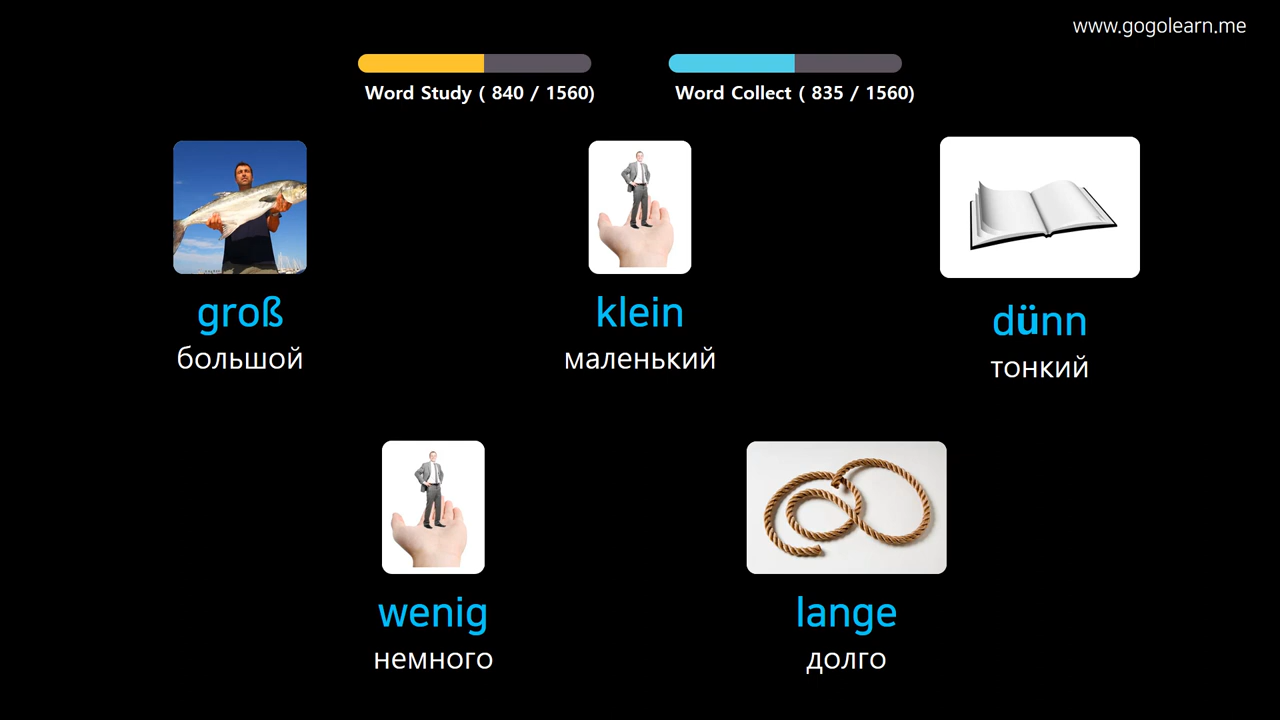 www.gogolearn.me
Word Study ( 840 / 1560)
Word Collect ( 835 / 1560)
groß
большой
klein
маленький
dünn
тонкий
wenig
немного
lange
долго